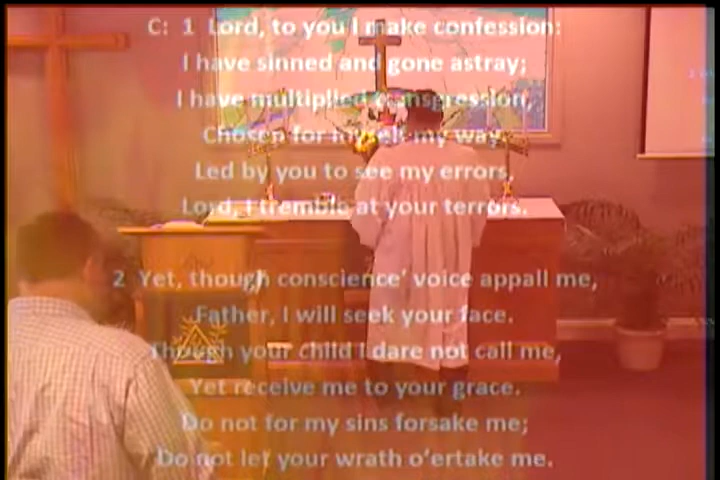 C: 1 Lord, to you I make confession:
I have sinned and gone astray;
I have multiplied transgression,
Chosen for myself my way.
Led by you to see my errors,
Lord, I tremble at your terrors.
2 Yet, though conscience' voice appall me,
Father, I will seek your face.
Though your child I dare not call me,
Yet receive me to your grace.
Do not for my sins forsake me;
Do not let your wrath o'ertake me.